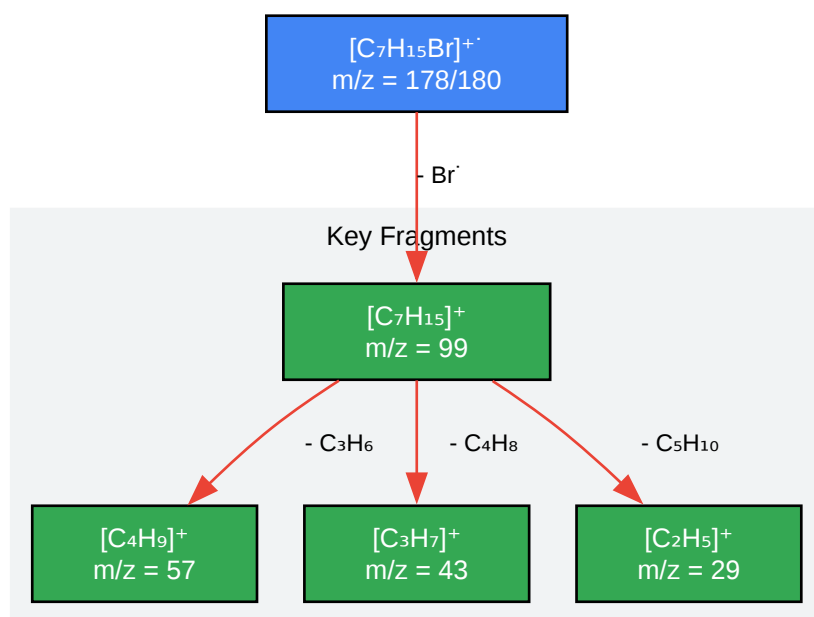 [C₇H₁₅Br]⁺˙
m/z = 178/180
- Br˙
Key Fragments
[C₇H₁₅]⁺
m/z = 99
- C₃H₆
- C₄H₈
- C₅H₁₀
[C₄H₉]⁺
m/z = 57
[C₃H₇]⁺
m/z = 43
[C₂H₅]⁺
m/z = 29